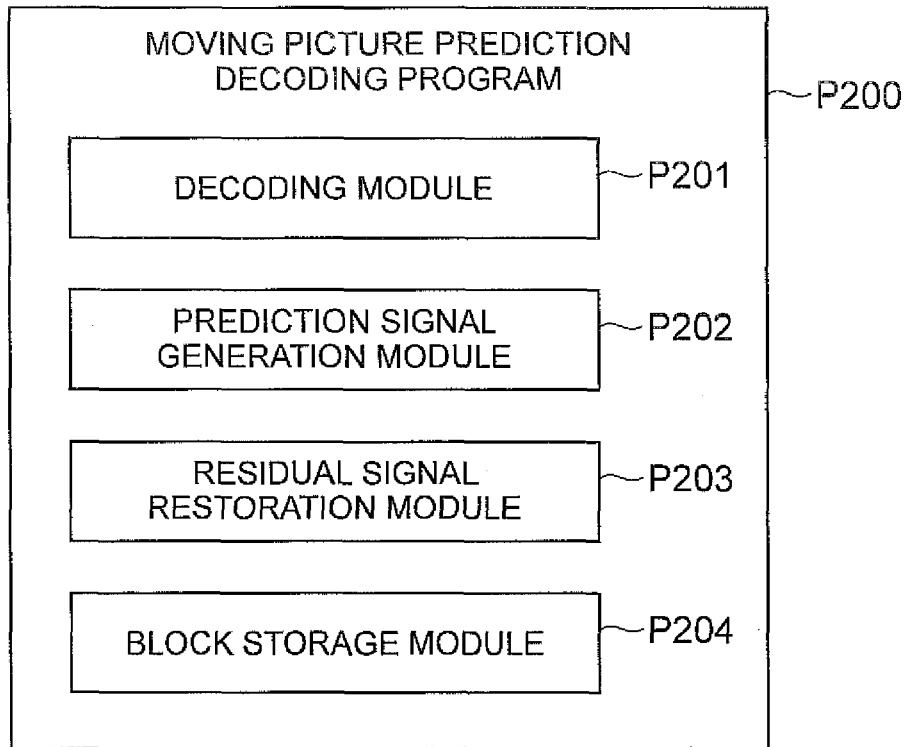 MOVING PICTURE PREDICTION
DECODING PROGRAM
P200
DECODING MODULE
P201
PREDICTION SIGNAL
GENERATION MODULE
P202
RESIDUAL SIGNAL
RESTORATION MODULE
P203
BLOCK STORAGE MODULE
P204